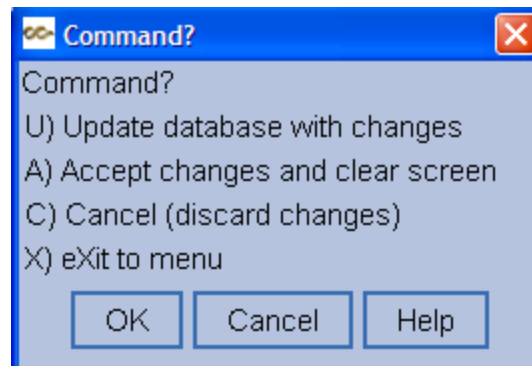 Command?
Command?
U) Update database with changes
A) Accept changes and clear screen
C) Cancel (discard changes)
X) eXit to menu
OK Cancel Help